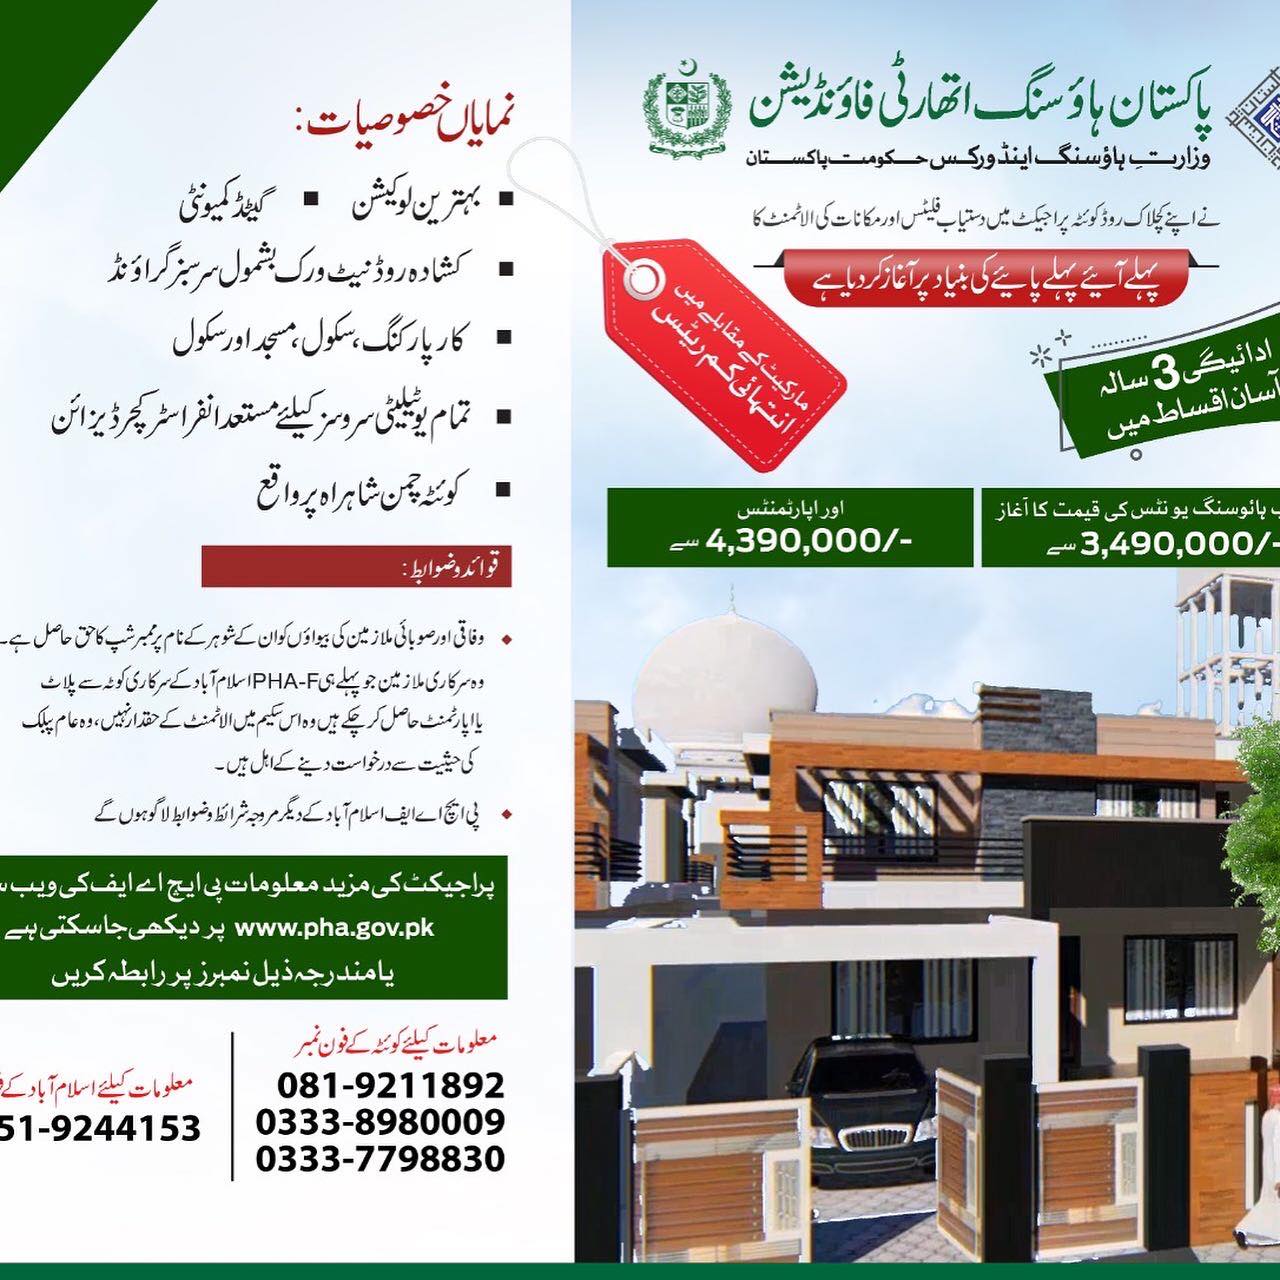 پاکستان ہاؤسنگ اتھارٹی فاؤنڈیشن
وزارتِ ہاؤسنگ اینڈ ورکس حکومت پاکستان
نے اپنے کچلاک روڈ کوئٹہ پراجیکٹ میں دستیاب فلیٹس اور مکانات کی الاٹمنٹ کا
پہلے آئیے پہلے پائیے کی بنیاد پر آغاز کر دیا ہے
مارکیٹ کے مقابلے میں
انتہائی کم ریٹس
ادائیگی 3 سالہ
آسان اقساط میں
ہائوسنگ یونٹس کی قیمت کا آغاز
3,490,000/- سے
اور اپارٹمنٹس
4,390,000/- سے
نمایاں خصوصیات:
▪ بہترین لوکیشن ▪ گیٹڈ کمیونٹی
▪ کشادہ روڈ نیٹ ورک بشمول سرسبز گراؤنڈ
▪ کار پارکنگ، سکول، مسجد اور سکول
▪ تمام یوٹیلیٹی سروسز کیلئے مستعد انفراسٹرکچر ڈیزائن
▪ کوئٹہ چمن شاہراہ پر واقع
قوائد و ضوابط:
وفاقی اور صوبائی ملازمین کی بیواؤں کو ان کے شوہر کے نام پر ممبر شپ کا حق حاصل ہے۔
وہ سرکاری ملازمین جو پہلے ہی PHA-F اسلام آباد کے سرکاری کوٹہ سے پلاٹ
یا اپارٹمنٹ حاصل کر چکے ہیں وہ اس سکیم میں الاٹمنٹ کے حقدار نہیں، وہ عام پبلک
کی حیثیت سے درخواست دینے کے اہل ہیں۔
پی ایچ اے ایف اسلام آباد کے دیگر مروجہ شرائط و ضوابط لاگو ہوں گے
پراجیکٹ کی مزید معلومات پی ایچ اے ایف کی ویب
www.pha.gov.pk پر دیکھی جاسکتی ہے
یا مندرجہ ذیل نمبرز پر رابطہ کریں
معلومات کیلئے کوئٹہ کے فون نمبر
081-9211892
0333-8980009
0333-7798830
معلومات کیلئے اسلام آباد کے
51-9244153